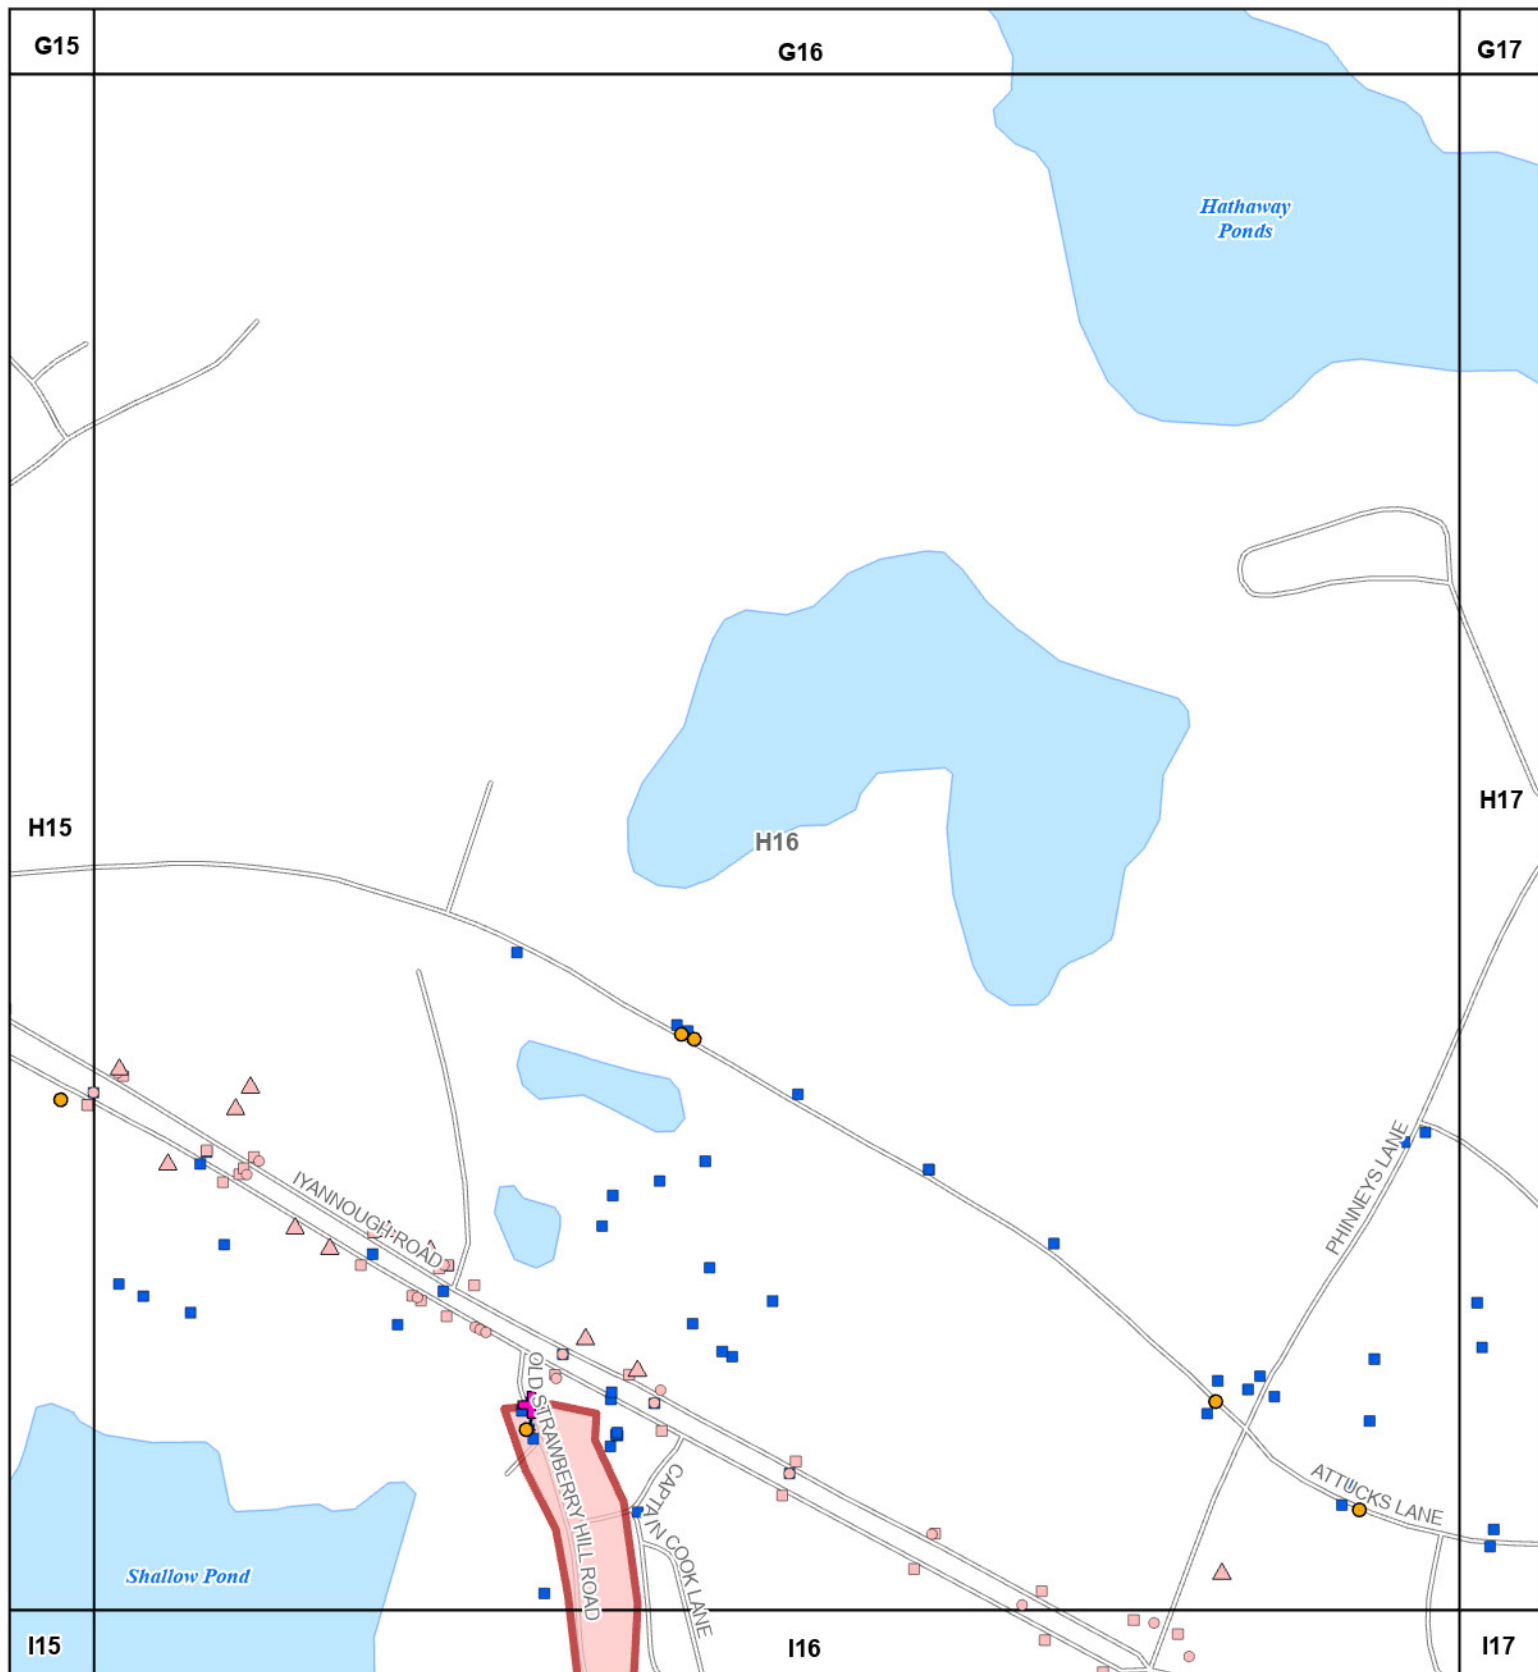 G15
G16
G17
Hathaway
Ponds
H15
H16
H17
IYANNOUGH ROAD
PHINNEYS LANE
OLD STRAWBERRY HILL ROAD
CAPTAIN COOK LANE
ATTUCKS LANE
Shallow Pond
I15
I16
I17